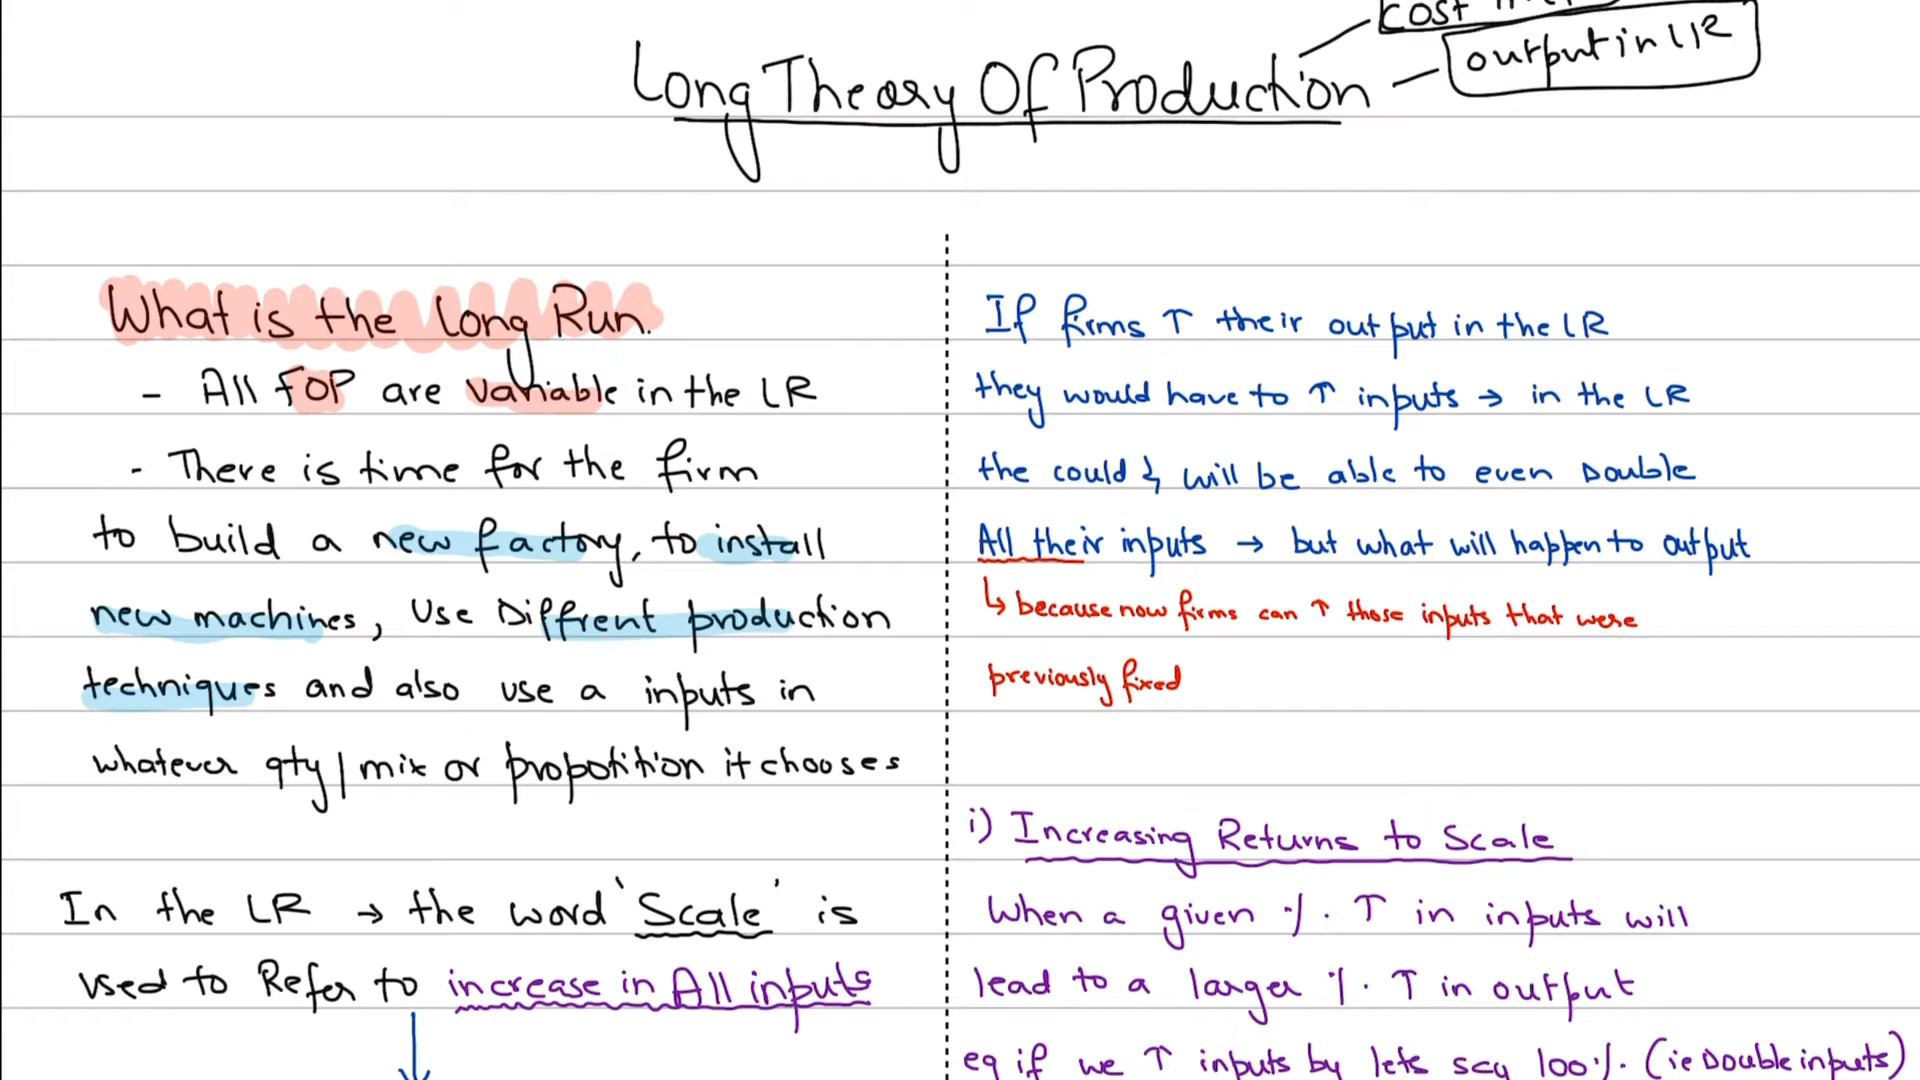 cost
output in LR
Long Theory Of Production
What is the Long Run.
- All FOP are variable in the LR
- There is time for the firm
to build a new factory, to install
new machines, Use Diffrent production
techniques and also use a inputs in
whatever qty/mix or propotition it chooses
In the LR → the word 'Scale' is
used to Refer to increase in All inputs
If firms ↑ their output in the LR
they would have to ↑ inputs → in the LR
the could & will be able to even Double
All their inputs → but what will happen to output
↳ because now firms can ↑ those inputs that were
previously fixed
i) Increasing Returns to Scale
When a given %. ↑ in inputs will
lead to a larger %. ↑ in output
eg if we ↑ inputs by lets say 100%. (ie Double inputs)